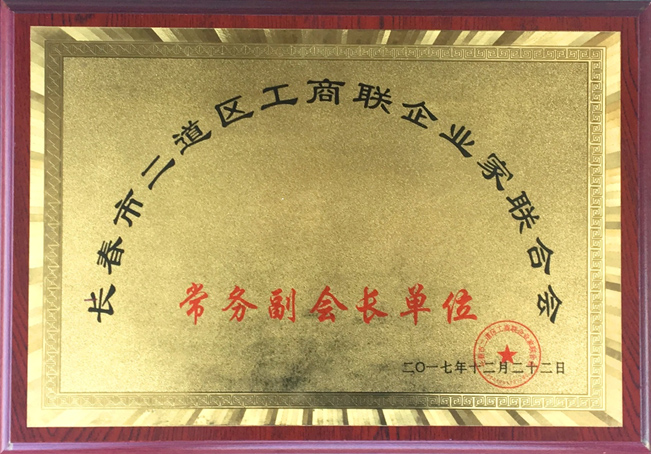 长春市二道区工商联企业家联合会
常务副会长单位
二〇一七年十二月二十二日